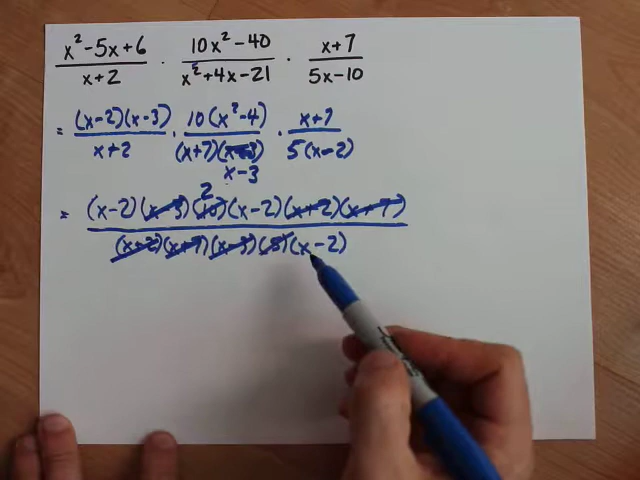 (x² - 5x + 6)/(x + 2) · (10x² - 40)/(x² + 4x - 21) · (x + 7)/(5x - 10)
= (x-2)(x-3)/(x+2) · 10(x² - 4)/(x+7)(x-3) · (x+7)/5(x-2)
x-3
2
= (x-2)(x-3)(10)(x-2)(x+2)(x+7)/(x+2)(x+7)(x-3)(5)(x-2)